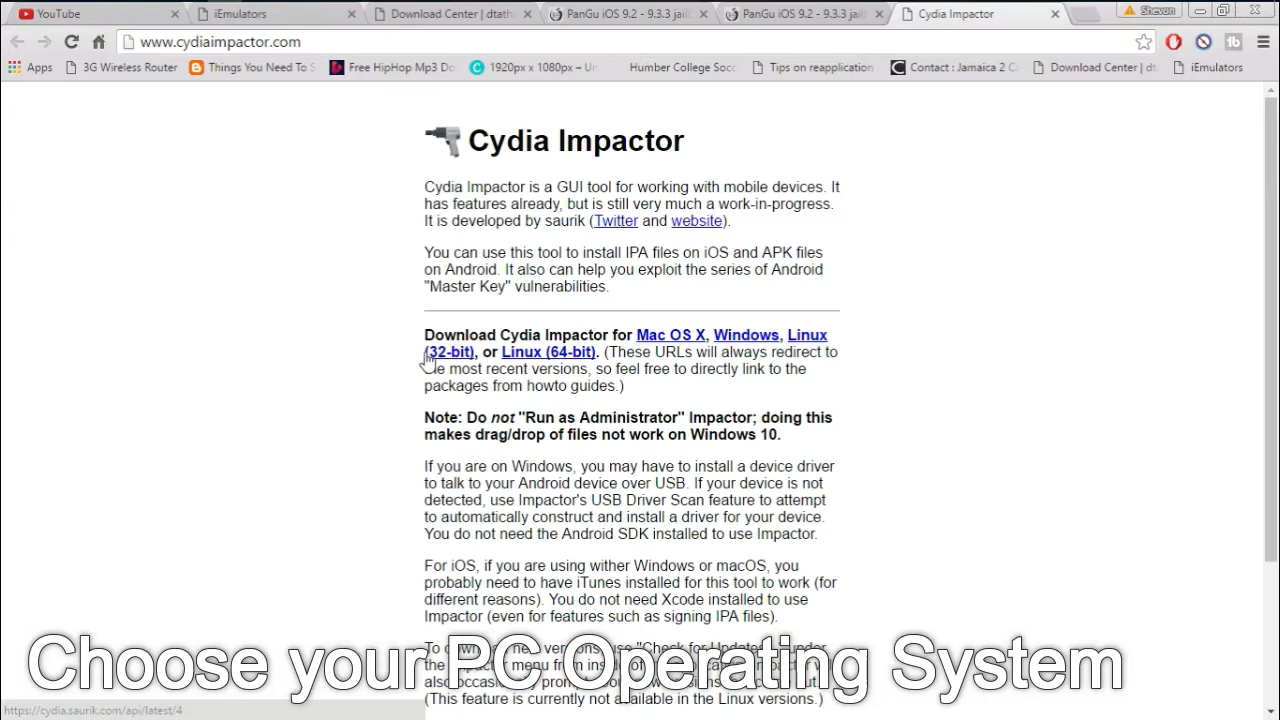 YouTube
iEmulators
Download Center | dtath
PanGu iOS 9.2 - 9.3.3 jail
PanGu iOS 9.2 - 9.3.3 jail
Cydia Impactor
Shevon
www.cydiaimpactor.com
Apps
3G Wireless Router
Things You Need To S
Free HipHop Mp3 Do
1920px x 1080px – Un
Humber College Socc
Tips on reapplication
Contact : Jamaica 2 C
Download Center | dt
iEmulators
Cydia Impactor
Cydia Impactor is a GUI tool for working with mobile devices. It
has features already, but is still very much a work-in-progress.
It is developed by saurik (Twitter and website).
You can use this tool to install IPA files on iOS and APK files
on Android. It also can help you exploit the series of Android
"Master Key" vulnerabilities.
Download Cydia Impactor for Mac OS X, Windows, Linux
(32-bit), or Linux (64-bit). (These URLs will always redirect to
the most recent versions, so feel free to directly link to the
packages from howto guides.)
Note: Do not "Run as Administrator" Impactor; doing this
makes drag/drop of files not work on Windows 10.
If you are on Windows, you may have to install a device driver
to talk to your Android device over USB. If your device is not
detected, use Impactor's USB Driver Scan feature to attempt
to automatically construct and install a driver for your device.
You do not need the Android SDK installed to use Impactor.
For iOS, if you are using wither Windows or macOS, you
probably need to have iTunes installed for this tool to work (for
different reasons). You do not need Xcode installed to use
Impactor (even for features such as signing IPA files).
Choose your PC Operating System
(This feature is currently not available in the Linux versions.)
https://cydia.saurik.com/api/latest/4